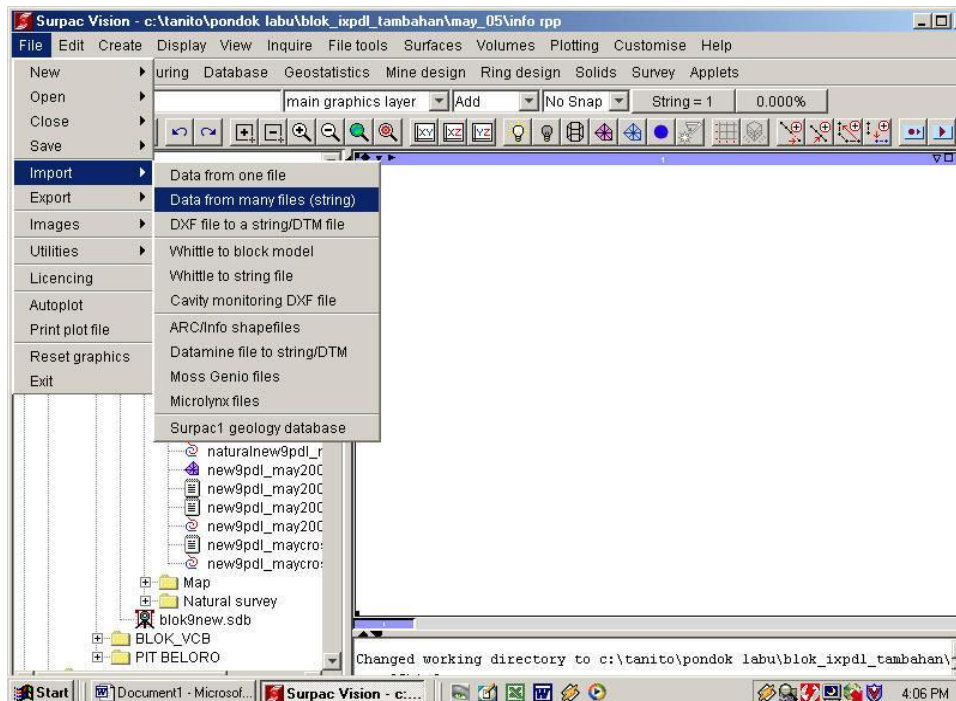 Surpac Vision - c:\tanito\pondok labu\blok_ixpdl_tambahan\may_05\info rpp
File Edit Create Display View Inquire File tools Surfaces Volumes Plotting Customise Help
uring Database Geostatistics Mine design Ring design Solids Survey Applets
main graphics layer Add No Snap String = 1 0.000%
XY XZ YZ
1
New
Open
Close
Save
Import
Export
Images
Utilities
Licencing
Autoplot
Print plot file
Reset graphics
Exit
Data from one file
Data from many files (string)
DXF file to a string/DTM file
Whittle to block model
Whittle to string file
Cavity monitoring DXF file
ARC/Info shapefiles
Datamine file to string/DTM
Moss Genio files
Microlynx files
Surpac1 geology database
naturalnew9pdl_r
new9pdl_may200
new9pdl_may200
new9pdl_may200
new9pdl_may200
new9pdl_maycro
new9pdl_maycro
Map
Natural survey
blok9new.sdb
BLOK_VCB
PIT BELORO
Changed working directory to c:\tanito\pondok labu\blok_ixpdl_tambahan\
Start Document1 - Microsof... Surpac Vision - c:... 4:06 PM